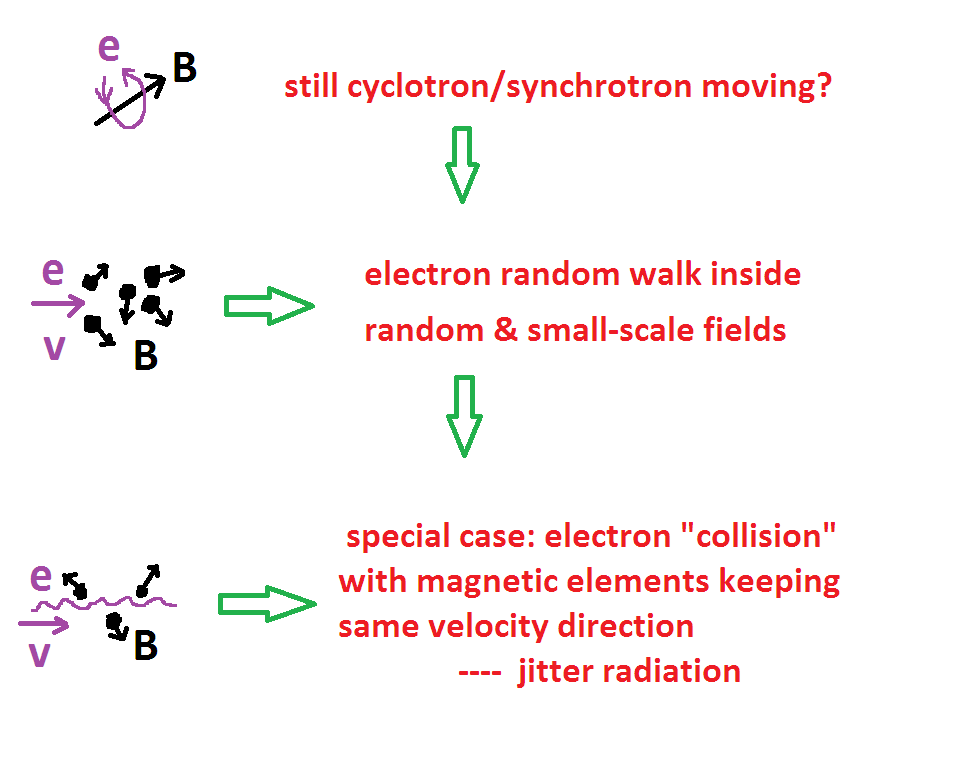 e
B
still cyclotron/synchrotron moving?
e
v
B
electron random walk inside
random & small-scale fields
e
v
B
special case: electron "collision"
with magnetic elements keeping
same velocity direction
---- jitter radiation